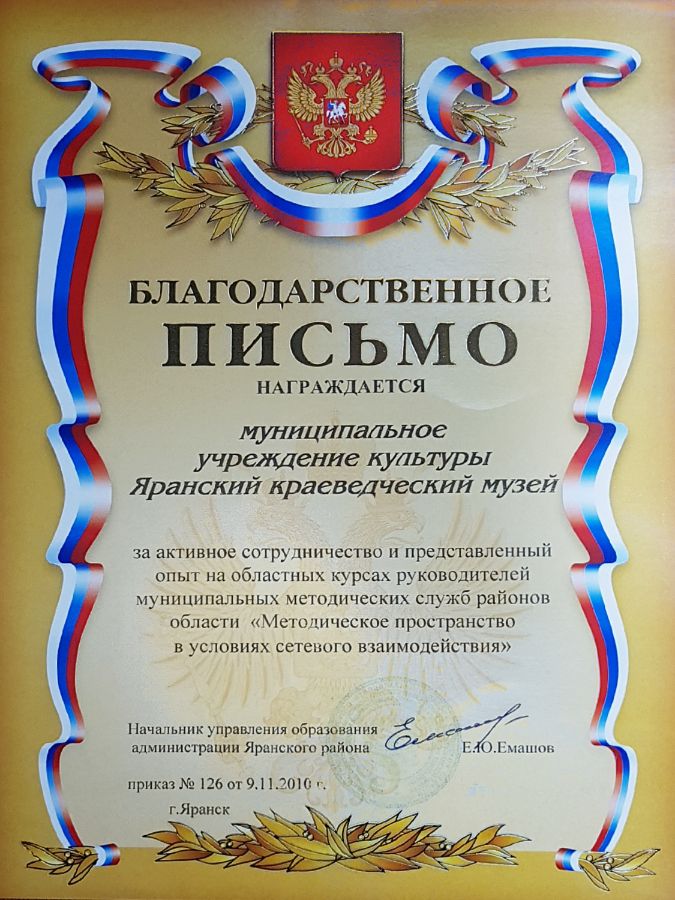 БЛАГОДАРСТВЕННОЕ
ПИСЬМО
НАГРАЖДАЕТСЯ
муниципальное
учреждение культуры
Яранский краеведческий музей
за активное сотрудничество и представленный
опыт на областных курсах руководителей
муниципальных методических служб районов
области «Методическое пространство
в условиях сетевого взаимодействия»
Начальник управления образования
администрации Яранского района Е.Ю.Емашов
приказ № 126 от 9.11.2010 г.
г.Яранск